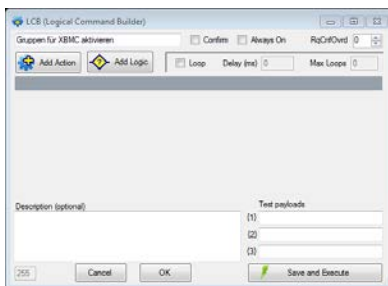 LCB (Logical Command Builder)
Gruppen für XBMC aktivieren
Confirm
Always On
RqCnfOvrd 0
Add Action
Add Logic
Loop
Delay (ms) 0
Max Loops 0
Description (optional)
Test payloads
{1}
{2}
{3}
255
Cancel
OK
Save and Execute